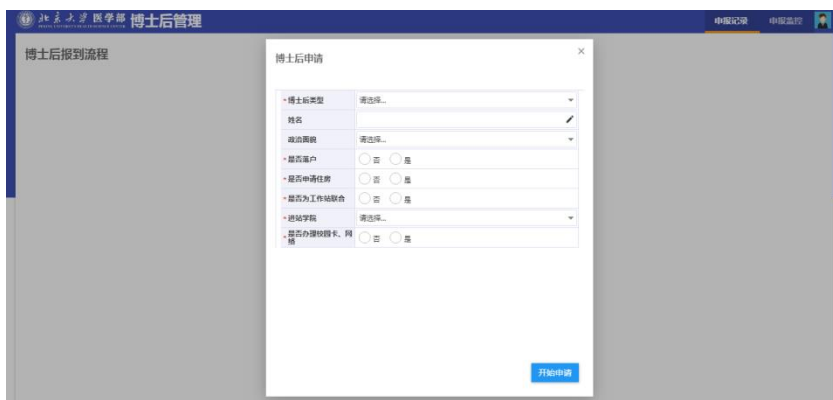 北京大学医学部 博士后管理
申报记录
申报监控
博士后报到流程
博士后申请
×
*博士后类型 请选择...
姓名
政治面貌 请选择...
*是否落户 否 是
*是否申请住房 否 是
*是否为工作站联合 否 是
*进站学院 请选择...
*是否办理校园卡、网
络 否 是
开始申请